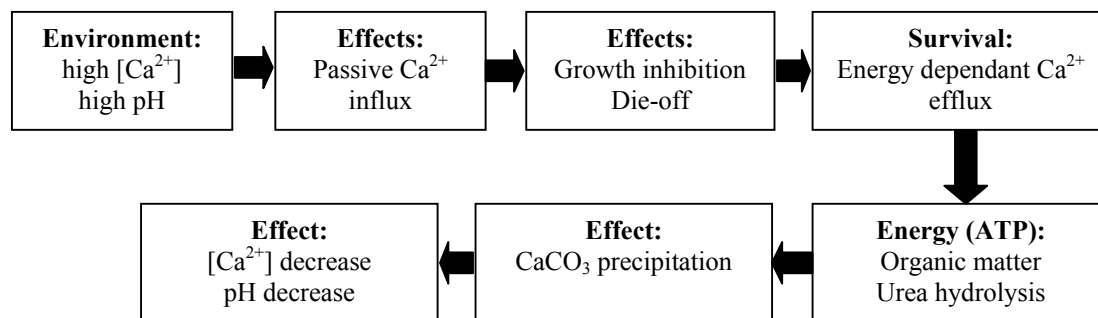 Environment:
high [Ca²⁺]
high pH
Effects:
Passive Ca²⁺
influx
Effects:
Growth inhibition
Die-off
Survival:
Energy dependant Ca²⁺
efflux
Energy (ATP):
Organic matter
Urea hydrolysis
Effect:
CaCO₃ precipitation
Effect:
[Ca²⁺] decrease
pH decrease